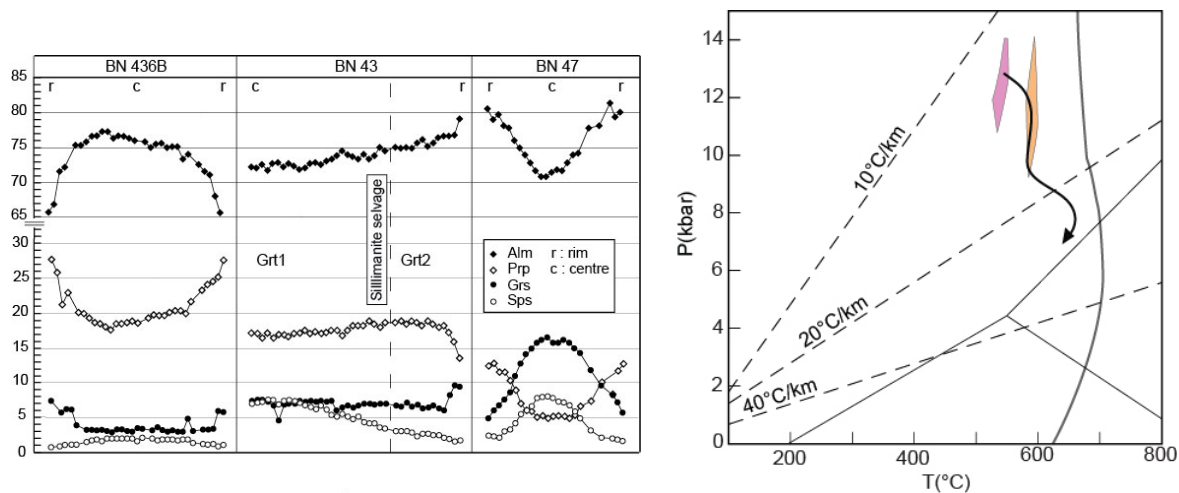 BN 436B BN 43 BN 47
r c r c r r c r
85
80
75
70
65
30
25
20
15
10
5
0
Grt1 Grt2
Silllimanite selvage
Alm r : rim
Prp c : centre
Grs
Sps
P(kbar)
14
12
10
8
6
4
2
0
10°C/km
20°C/km
40°C/km
200 400 600 800
T(°C)